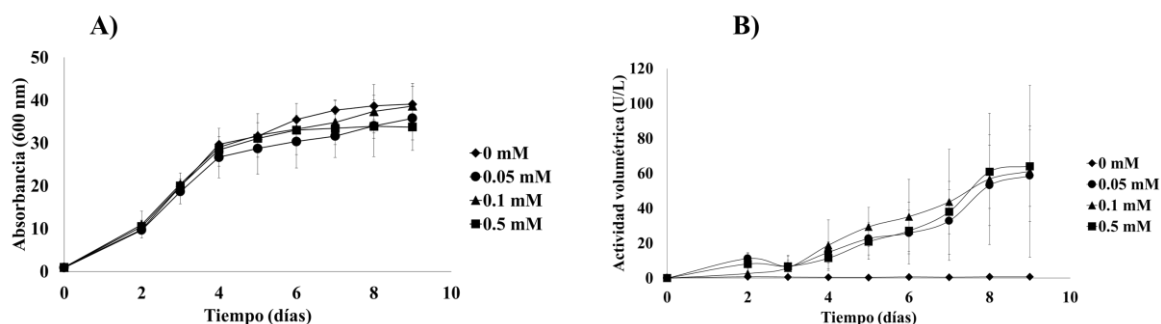 A)
Absorbancia (600 nm)
50
40
30
20
10
0
0 2 4 6 8 10
Tiempo (días)
0 mM
0.05 mM
0.1 mM
0.5 mM
B)
Actividad volumétrica (U/L)
120
100
80
60
40
20
0
0 2 4 6 8 10
Tiempo (días)
0 mM
0.05 mM
0.1 mM
0.5 mM